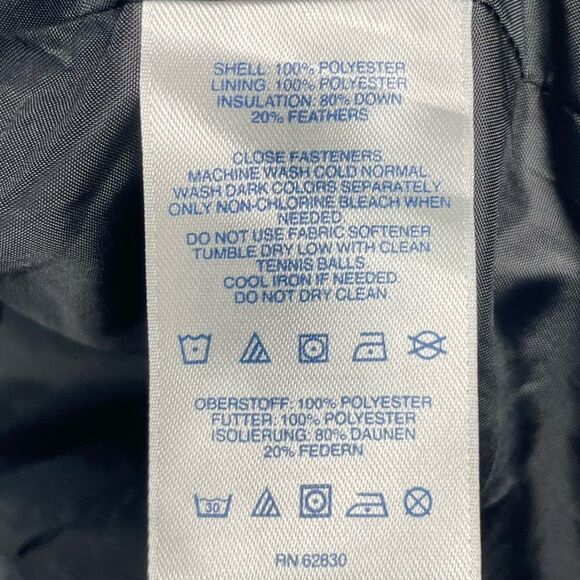 SHELL: 100% POLYESTER
LINING: 100% POLYESTER
INSULATION: 80% DOWN
20% FEATHERS
CLOSE FASTENERS
MACHINE WASH COLD NORMAL
WASH DARK COLORS SEPARATELY
ONLY NON-CHLORINE BLEACH WHEN
NEEDED
DO NOT USE FABRIC SOFTENER
TUMBLE DRY LOW WITH CLEAN
TENNIS BALLS
COOL IRON IF NEEDED
DO NOT DRY CLEAN
OBERSTOFF: 100% POLYESTER
FUTTER: 100% POLYESTER
ISOLIERUNG: 80% DAUNEN
20% FEDERN
30
RN 62830